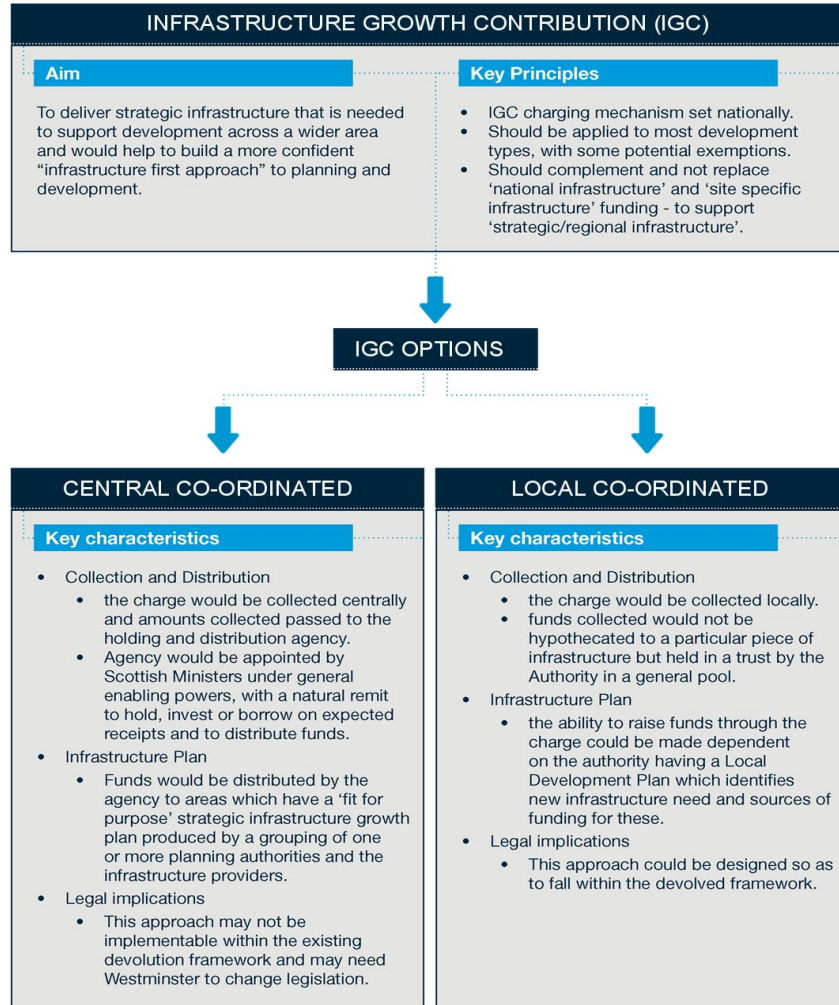 INFRASTRUCTURE GROWTH CONTRIBUTION (IGC)
Aim
To deliver strategic infrastructure that is needed
to support development across a wider area
and would help to build a more confident
“infrastructure first approach” to planning and
development.
Key Principles
• IGC charging mechanism set nationally.
• Should be applied to most development
types, with some potential exemptions.
• Should complement and not replace
‘national infrastructure’ and ‘site specific
infrastructure’ funding - to support
‘strategic/regional infrastructure’.
IGC OPTIONS
CENTRAL CO-ORDINATED
Key characteristics
• Collection and Distribution
• the charge would be collected centrally
and amounts collected passed to the
holding and distribution agency.
• Agency would be appointed by
Scottish Ministers under general
enabling powers, with a natural remit
to hold, invest or borrow on expected
receipts and to distribute funds.
• Infrastructure Plan
• Funds would be distributed by the
agency to areas which have a ‘fit for
purpose’ strategic infrastructure growth
plan produced by a grouping of one
or more planning authorities and the
infrastructure providers.
• Legal implications
• This approach may not be
implementable within the existing
devolution framework and may need
Westminster to change legislation.
LOCAL CO-ORDINATED
Key characteristics
• Collection and Distribution
• the charge would be collected locally.
• funds collected would not be
hypothecated to a particular piece of
infrastructure but held in a trust by the
Authority in a general pool.
• Infrastructure Plan
• the ability to raise funds through the
charge could be made dependent
on the authority having a Local
Development Plan which identifies
new infrastructure need and sources of
funding for these.
• Legal implications
• This approach could be designed so as
to fall within the devolved framework.